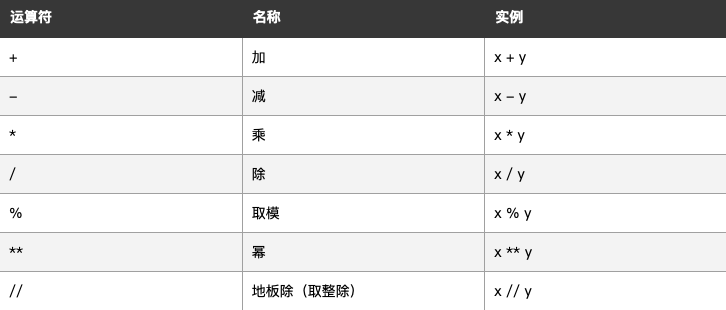 运算符 名称 实例
+ 加 x + y
– 减 x – y
* 乘 x * y
/ 除 x / y
% 取模 x % y
** 幂 x ** y
// 地板除（取整除） x // y